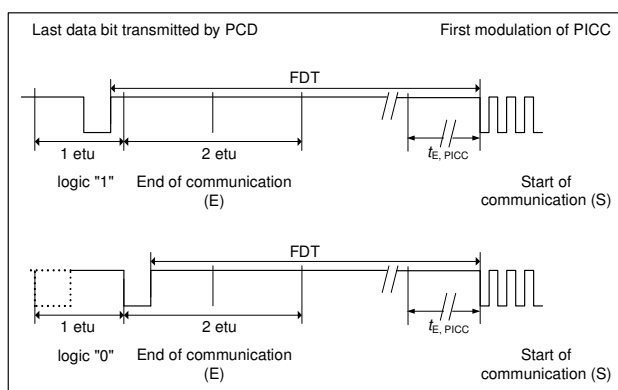 Last data bit transmitted by PCD
First modulation of PICC
FDT
1 etu
2 etu
tE, PICC
logic "1"
End of communication
(E)
Start of
communication (S)
FDT
1 etu
2 etu
tE, PICC
logic "0"
End of communication
(E)
Start of
communication (S)